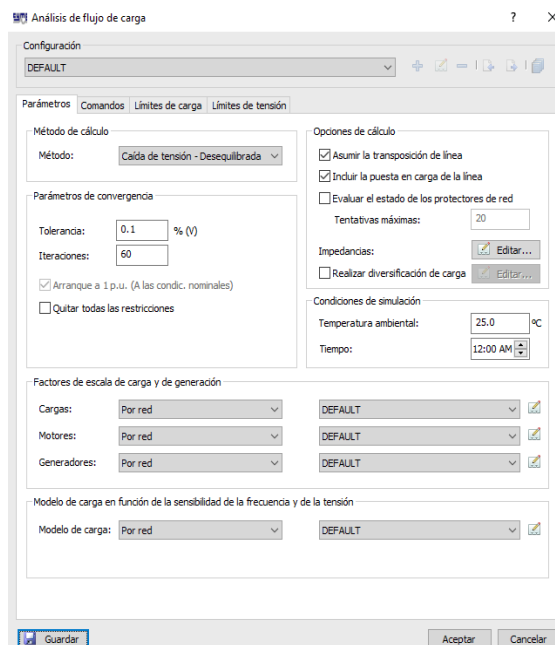 Análisis de flujo de carga ? X
Configuración
DEFAULT
Parámetros Comandos Límites de carga Límites de tensión
Método de cálculo
Método: Caída de tensión - Desequilibrada
Parámetros de convergencia
Tolerancia: 0.1 % (V)
Iteraciones: 60
Arranque a 1 p.u. (A las condic. nominales)
Quitar todas las restricciones
Opciones de cálculo
Asumir la transposición de línea
Incluir la puesta en carga de la línea
Evaluar el estado de los protectores de red
Tentativas máximas: 20
Impedancias: Editar...
Realizar diversificación de carga Editar...
Condiciones de simulación
Temperatura ambiental: 25.0 ºC
Tiempo: 12:00 AM
Factores de escala de carga y de generación
Cargas: Por red DEFAULT
Motores: Por red DEFAULT
Generadores: Por red DEFAULT
Modelo de carga en función de la sensibilidad de la frecuencia y de la tensión
Modelo de carga: Por red DEFAULT
Guardar Aceptar Cancelar